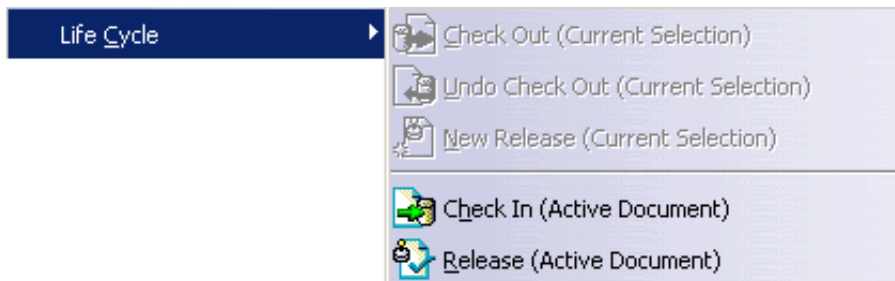 Life Cycle
Check Out (Current Selection)
Undo Check Out (Current Selection)
New Release (Current Selection)
Check In (Active Document)
Release (Active Document)